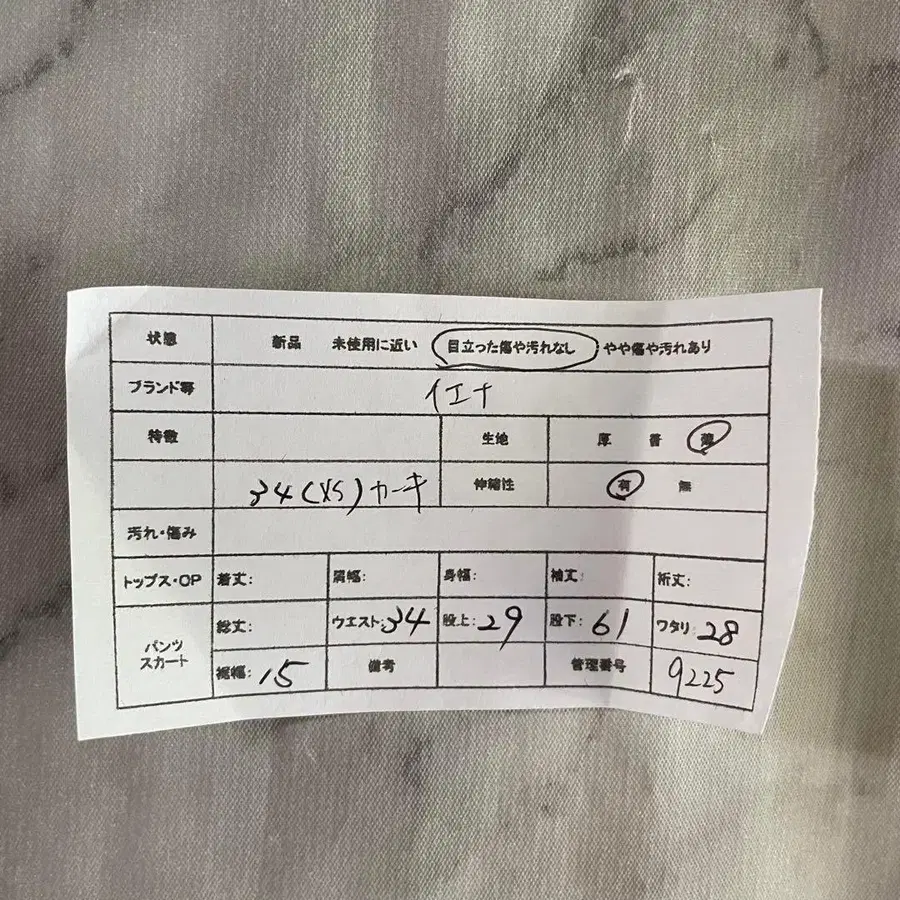 状態 新品 未使用に近い 目立った傷や汚れなし やや傷や汚れあり
ブランド等 イエナ
特徴 生地 厚 普 薄
34(XS)カーキ 伸縮性 有 無
汚れ・傷み
トップス・OP 着丈: 肩幅: 身幅: 袖丈: 裄丈:
パンツ スカート 総丈: ウエスト:34 股上:29 股下:61 ワタリ:28
裾幅:15 備考 管理番号 9225